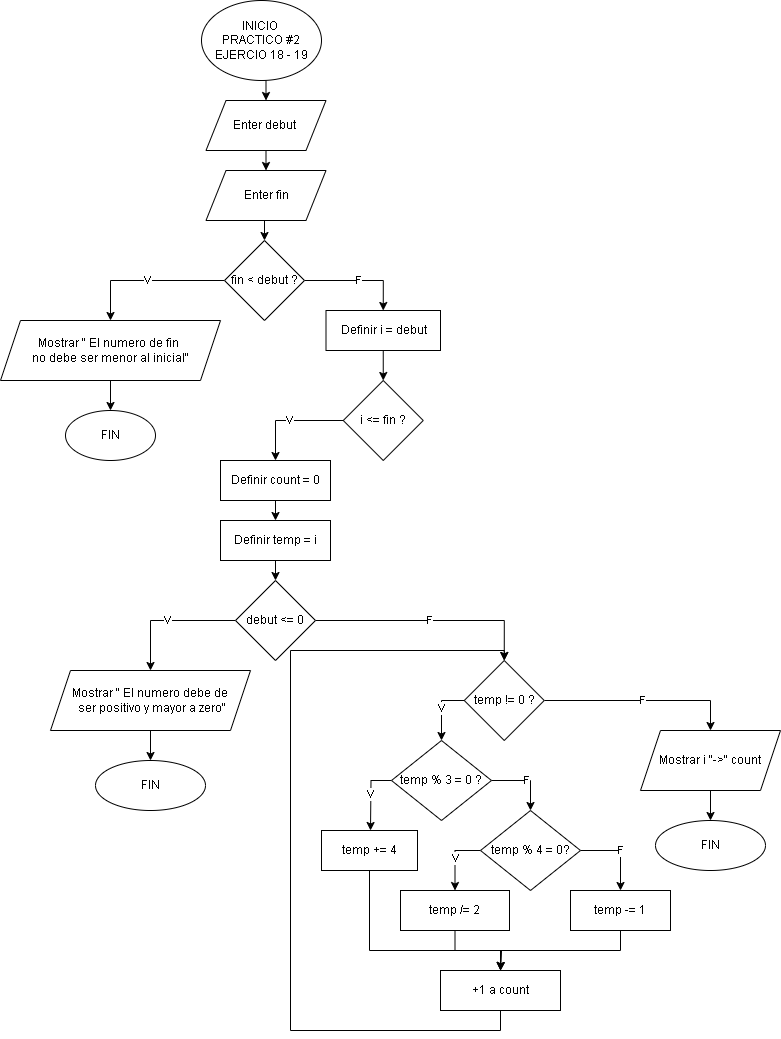 INICIO
PRACTICO #2
EJERCIO 18 - 19
Enter debut
Enter fin
fin < debut ?
V
F
Mostrar " El numero de fin
no debe ser menor al inicial"
Definir i = debut
FIN
i <= fin ?
V
Definir count = 0
Definir temp = i
debut <= 0
V
F
Mostrar " El numero debe de
ser positivo y mayor a zero"
temp != 0 ?
V
F
FIN
Mostrar i "->" count
temp % 3 = 0 ?
V
F
FIN
temp += 4
temp % 4 = 0?
V
F
temp /= 2
temp -= 1
+1 a count